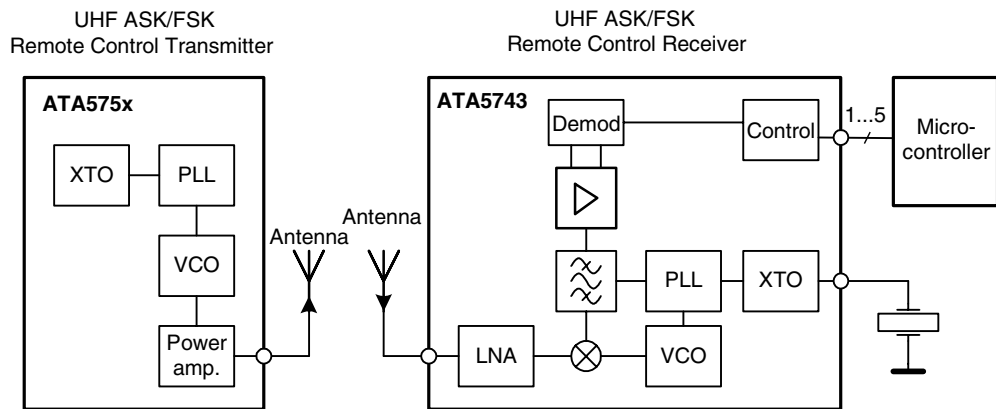 UHF ASK/FSK
Remote Control Transmitter
ATA575x
XTO
PLL
VCO
Power
amp.
Antenna
Antenna
UHF ASK/FSK
Remote Control Receiver
ATA5743
Demod
Control
1...5
Micro-
controller
PLL
XTO
LNA
VCO